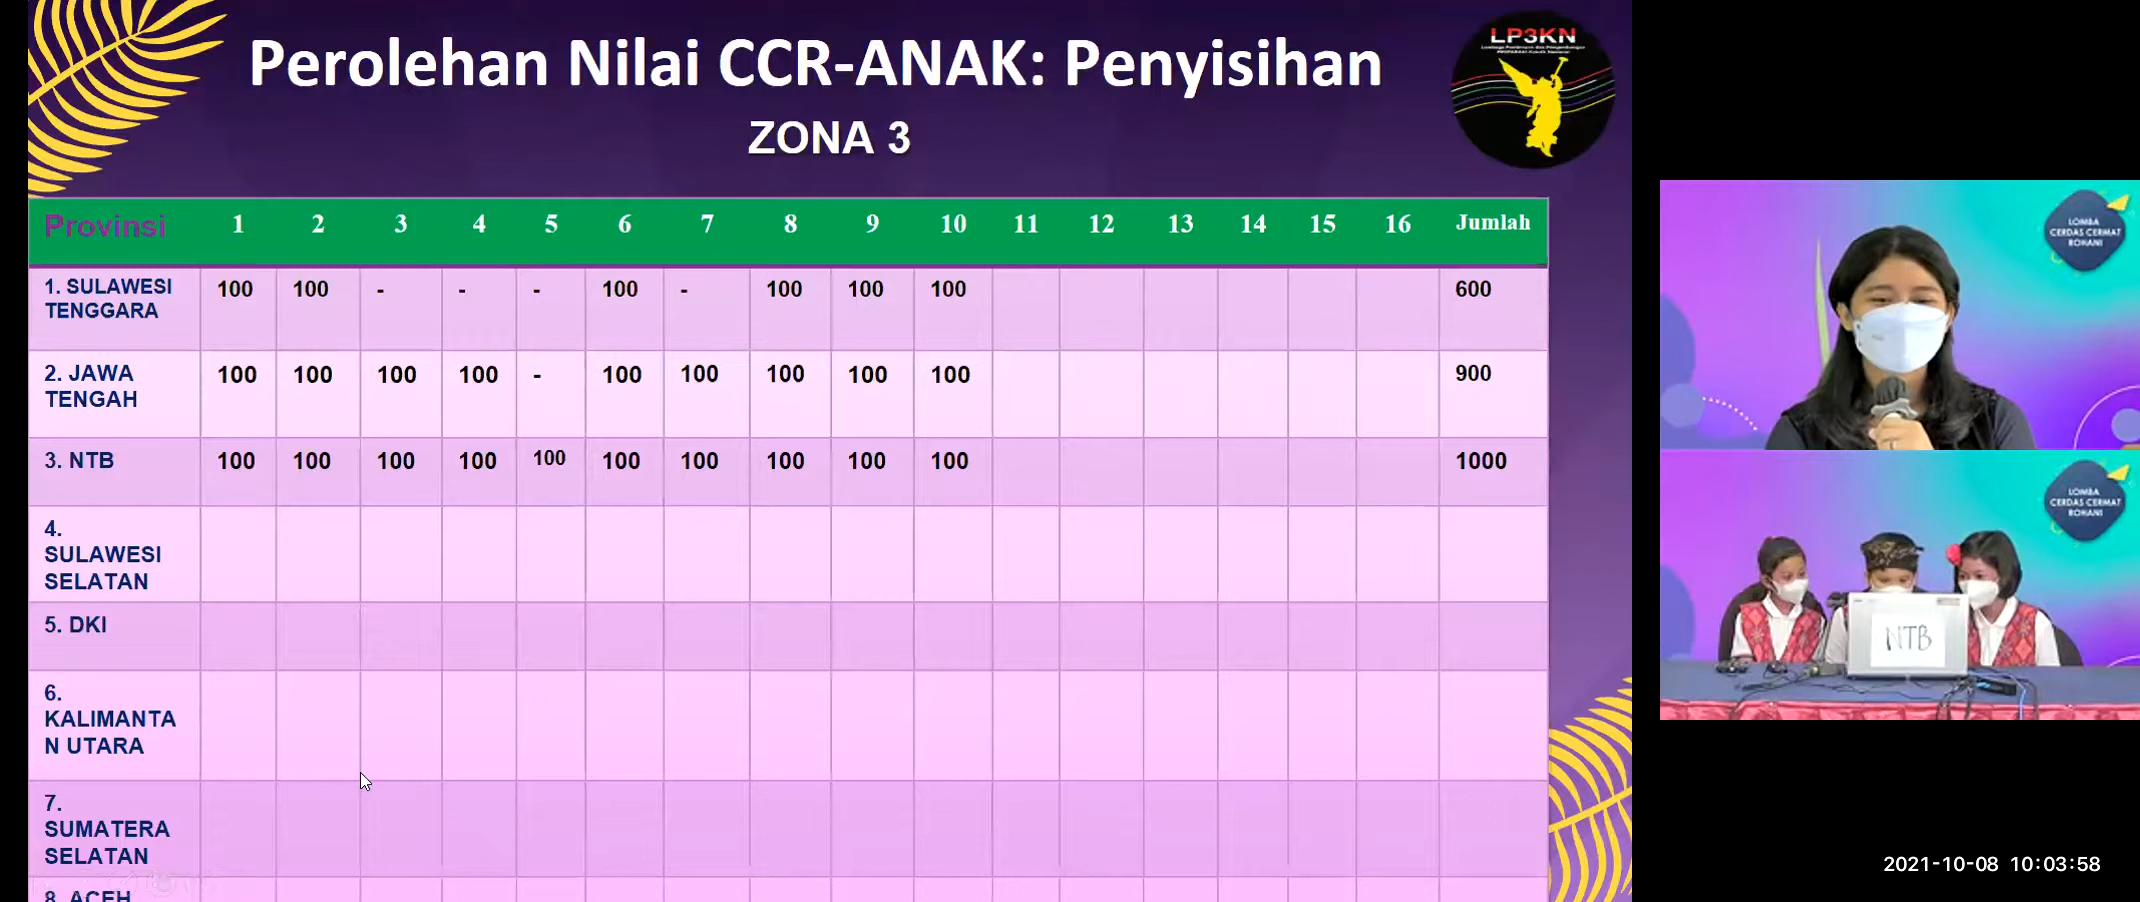 Perolehan Nilai CCR-ANAK: Penyisihan
ZONA 3
LP3KN
Provinsi 1 2 3 4 5 6 7 8 9 10 11 12 13 14 15 16 Jumlah
1. SULAWESI
TENGGARA
100 100 - - - 100 - 100 100 100 600
2. JAWA
TENGAH
100 100 100 100 - 100 100 100 100 100 900
3. NTB 100 100 100 100 100 100 100 100 100 100 1000
4.
SULAWESI
SELATAN
5. DKI
6.
KALIMANTA
N UTARA
7.
SUMATERA
SELATAN
8. ACEH
LOMBA
CERDAS CERMAT
ROHANI
LOMBA
CERDAS CERMAT
ROHANI
NTB
2021-10-08 10:03:58